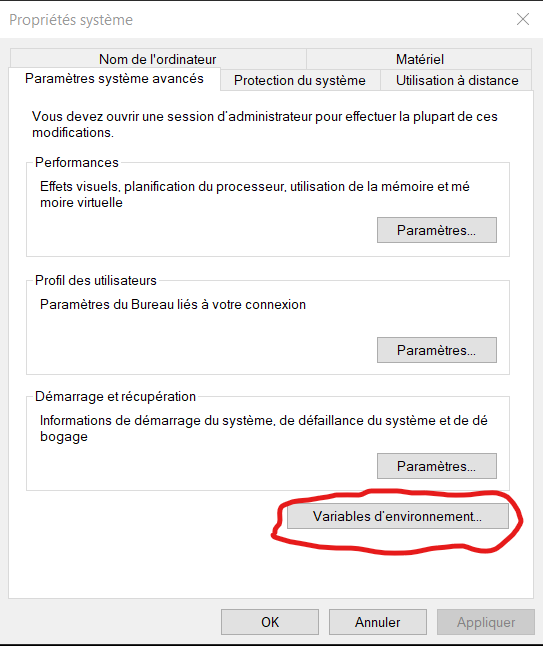 Propriétés système
Nom de l'ordinateur
Matériel
Paramètres système avancés
Protection du système
Utilisation à distance
Vous devez ouvrir une session d'administrateur pour effectuer la plupart de ces
modifications.
Performances
Effets visuels, planification du processeur, utilisation de la mémoire et mé
moire virtuelle
Paramètres...
Profil des utilisateurs
Paramètres du Bureau liés à votre connexion
Paramètres...
Démarrage et récupération
Informations de démarrage du système, de défaillance du système et de dé
bogage
Paramètres...
Variables d'environnement...
OK
Annuler
Appliquer